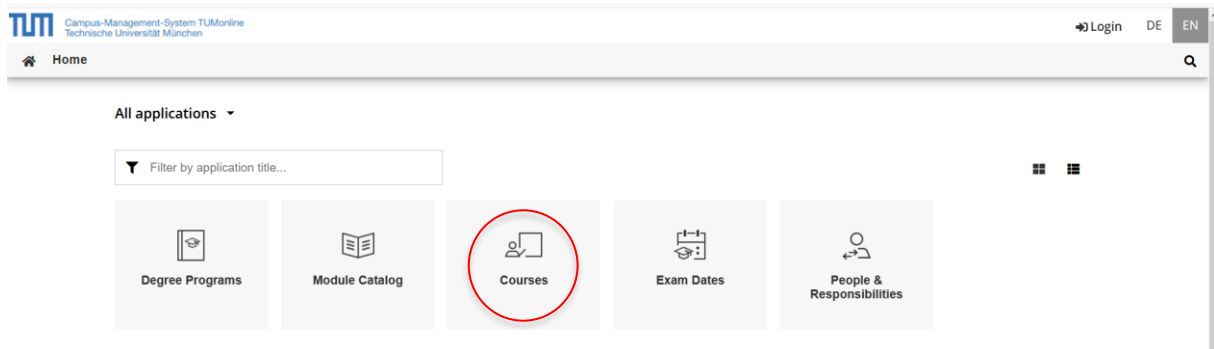 TUM
Campus-Management-System TUMonline
Technische Universität München
Login DE EN
Home
All applications
Filter by application title...
Degree Programs
Module Catalog
Courses
Exam Dates
People &
Responsibilities